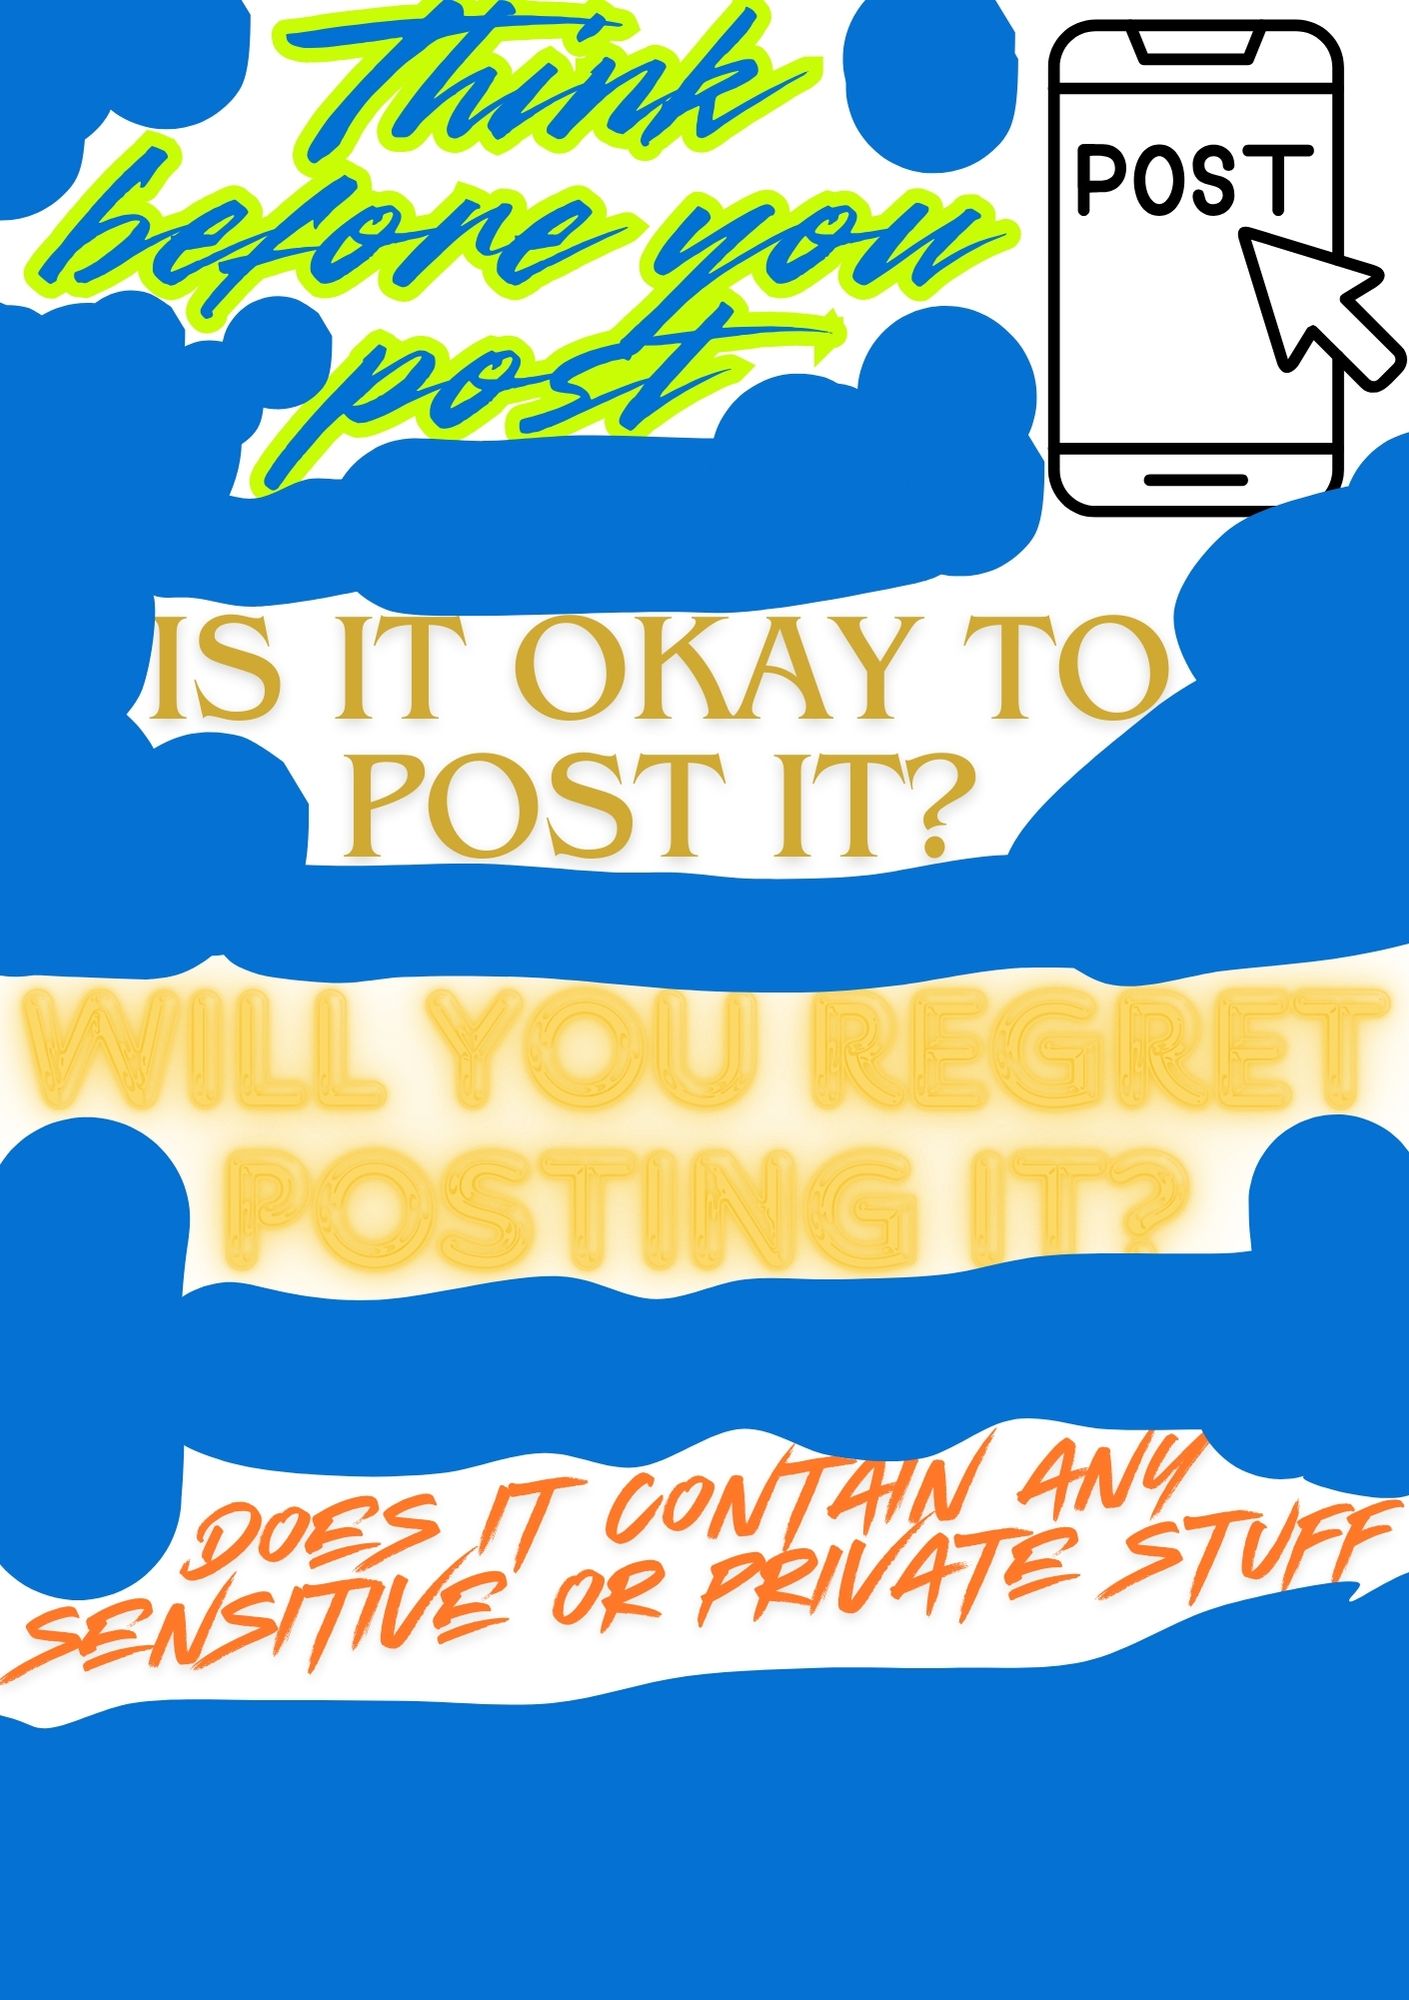 Think
before you
post
POST
IS IT OKAY TO
POST IT?
WILL YOU REGRET
POSTING IT?
DOES IT CONTAIN ANY
SENSITIVE OR PRIVATE STUFF